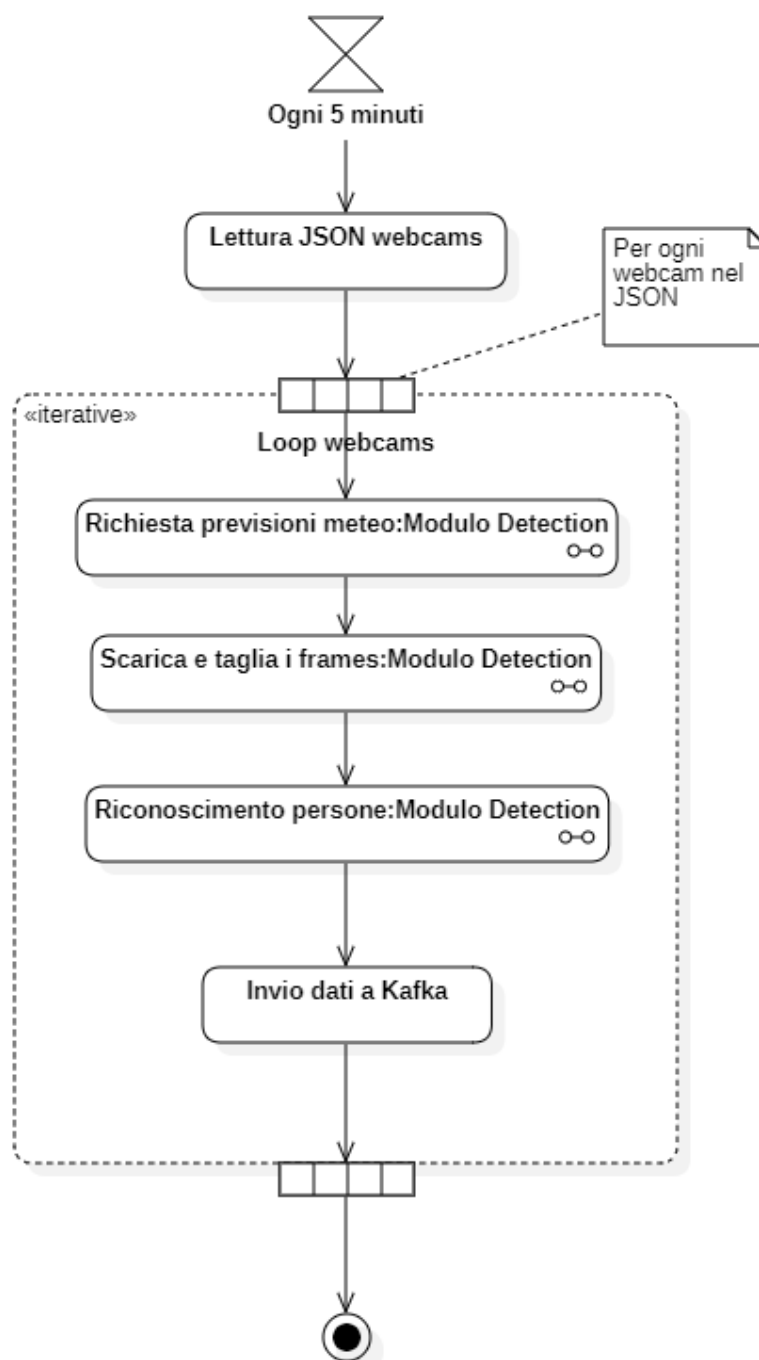 Ogni 5 minuti
Lettura JSON webcams
Per ogni
webcam nel
JSON
«iterative»
Loop webcams
Richiesta previsioni meteo:Modulo Detection
Scarica e taglia i frames:Modulo Detection
Riconoscimento persone:Modulo Detection
Invio dati a Kafka